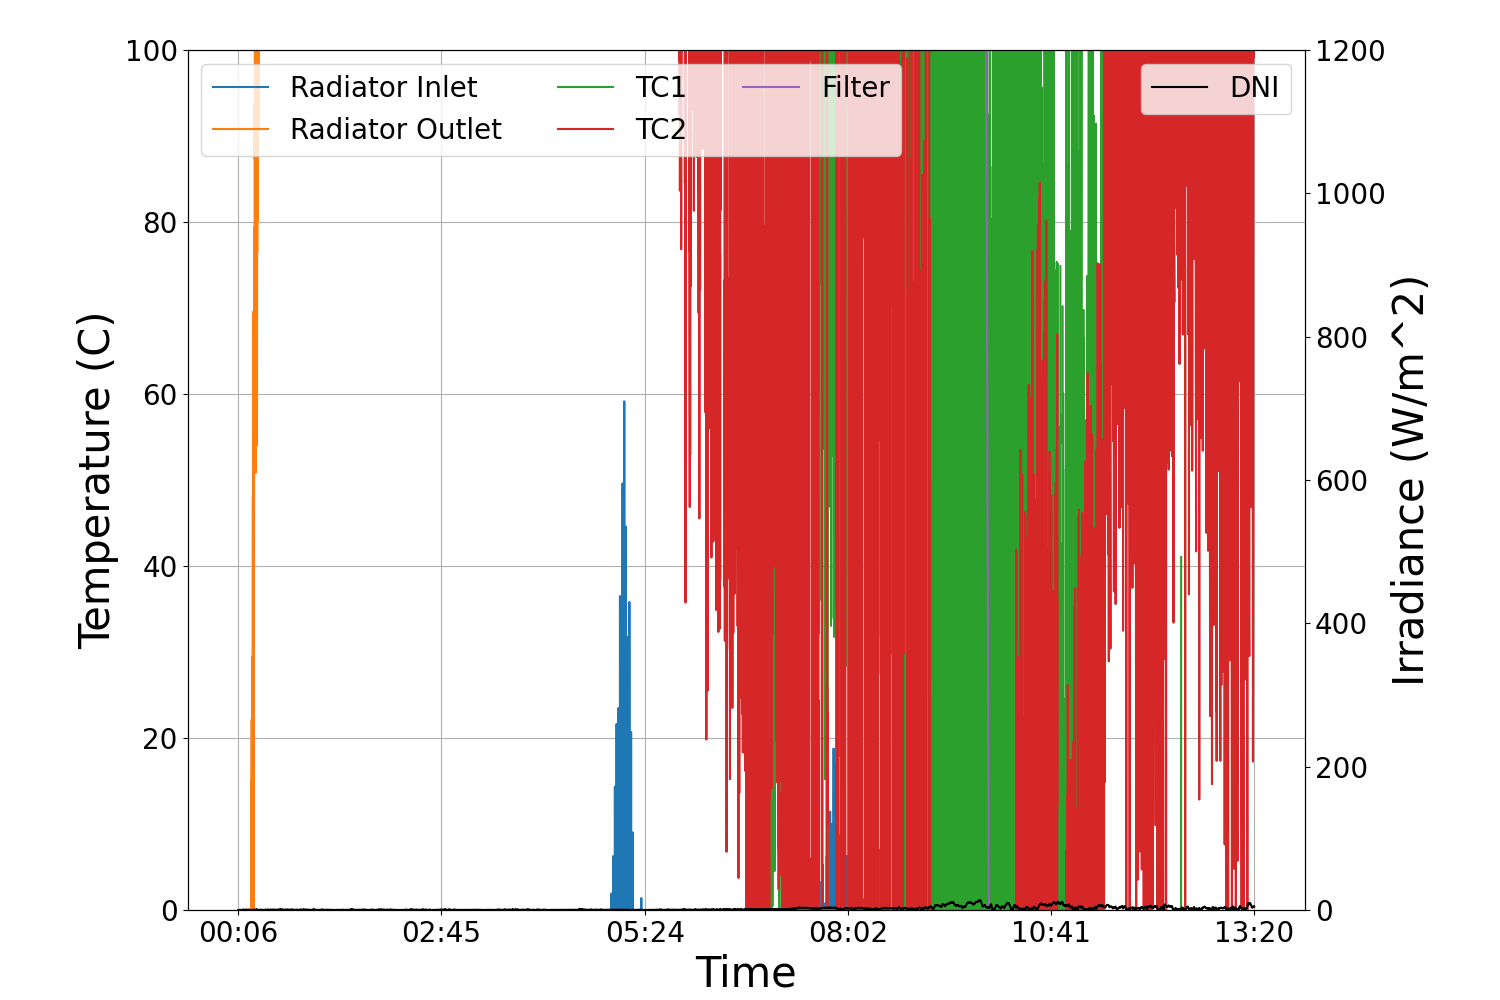 Radiator Inlet
Radiator Outlet
TC1
TC2
Filter
DNI
100
80
60
40
20
0
Temperature (C)
1200
1000
800
600
400
200
0
Irradiance (W/m^2)
00:06 02:45 05:24 08:02 10:41 13:20
Time